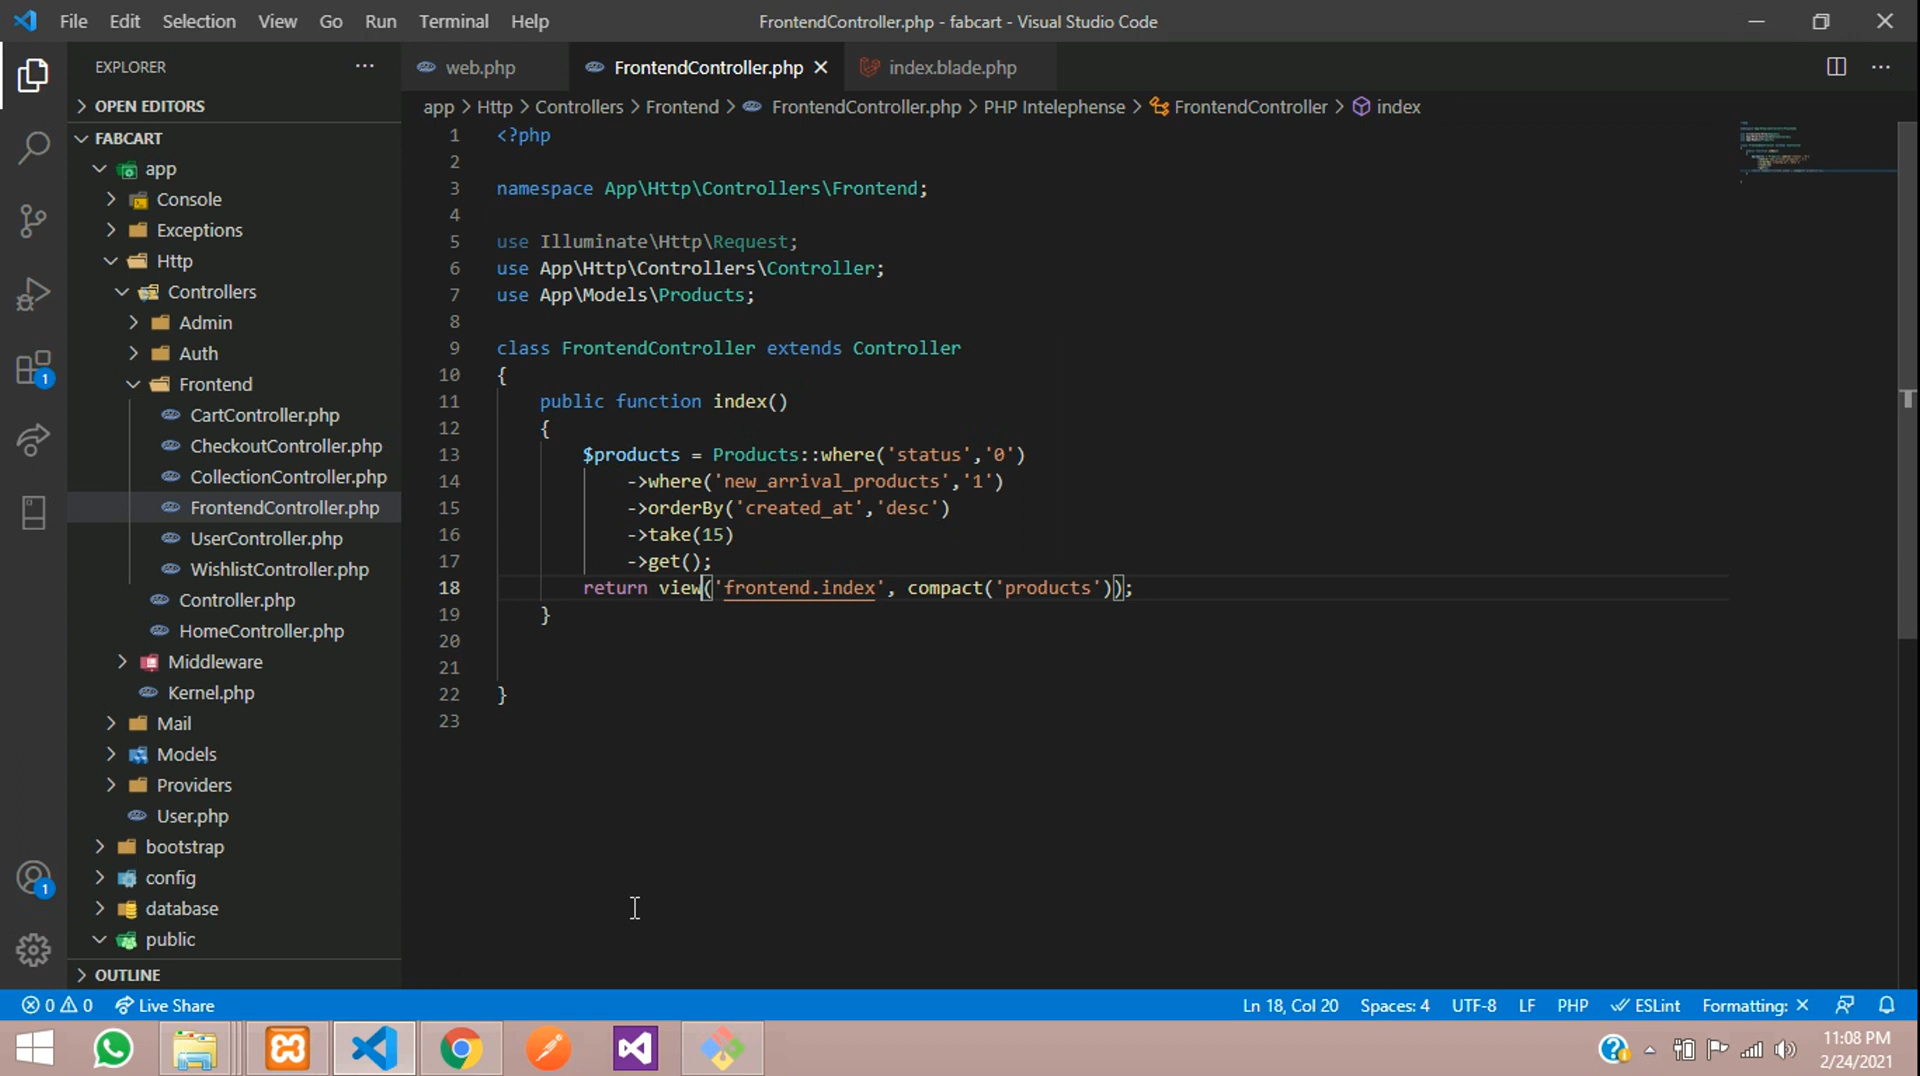 File Edit Selection View Go Run Terminal Help
FrontendController.php - fabcart - Visual Studio Code
EXPLORER
OPEN EDITORS
FABCART
app
Console
Exceptions
Http
Controllers
Admin
Auth
Frontend
CartController.php
CheckoutController.php
CollectionController.php
FrontendController.php
UserController.php
WishlistController.php
Controller.php
HomeController.php
Middleware
Kernel.php
Mail
Models
Providers
User.php
bootstrap
config
database
public
OUTLINE
1
1
web.php FrontendController.php index.blade.php
app > Http > Controllers > Frontend > FrontendController.php > PHP Intelephense > FrontendController > index
1 <?php
2
3 namespace App\Http\Controllers\Frontend;
4
5 use Illuminate\Http\Request;
6 use App\Http\Controllers\Controller;
7 use App\Models\Products;
8
9 class FrontendController extends Controller
10 {
11 public function index()
12 {
13 $products = Products::where('status','0')
14 ->where('new_arrival_products','1')
15 ->orderBy('created_at','desc')
16 ->take(15)
17 ->get();
18 return view('frontend.index', compact('products'));
19 }
20
21
22 }
23
0 0 Live Share
Ln 18, Col 20 Spaces: 4 UTF-8 LF PHP ESLint Formatting: ×
11:08 PM
2/24/2021